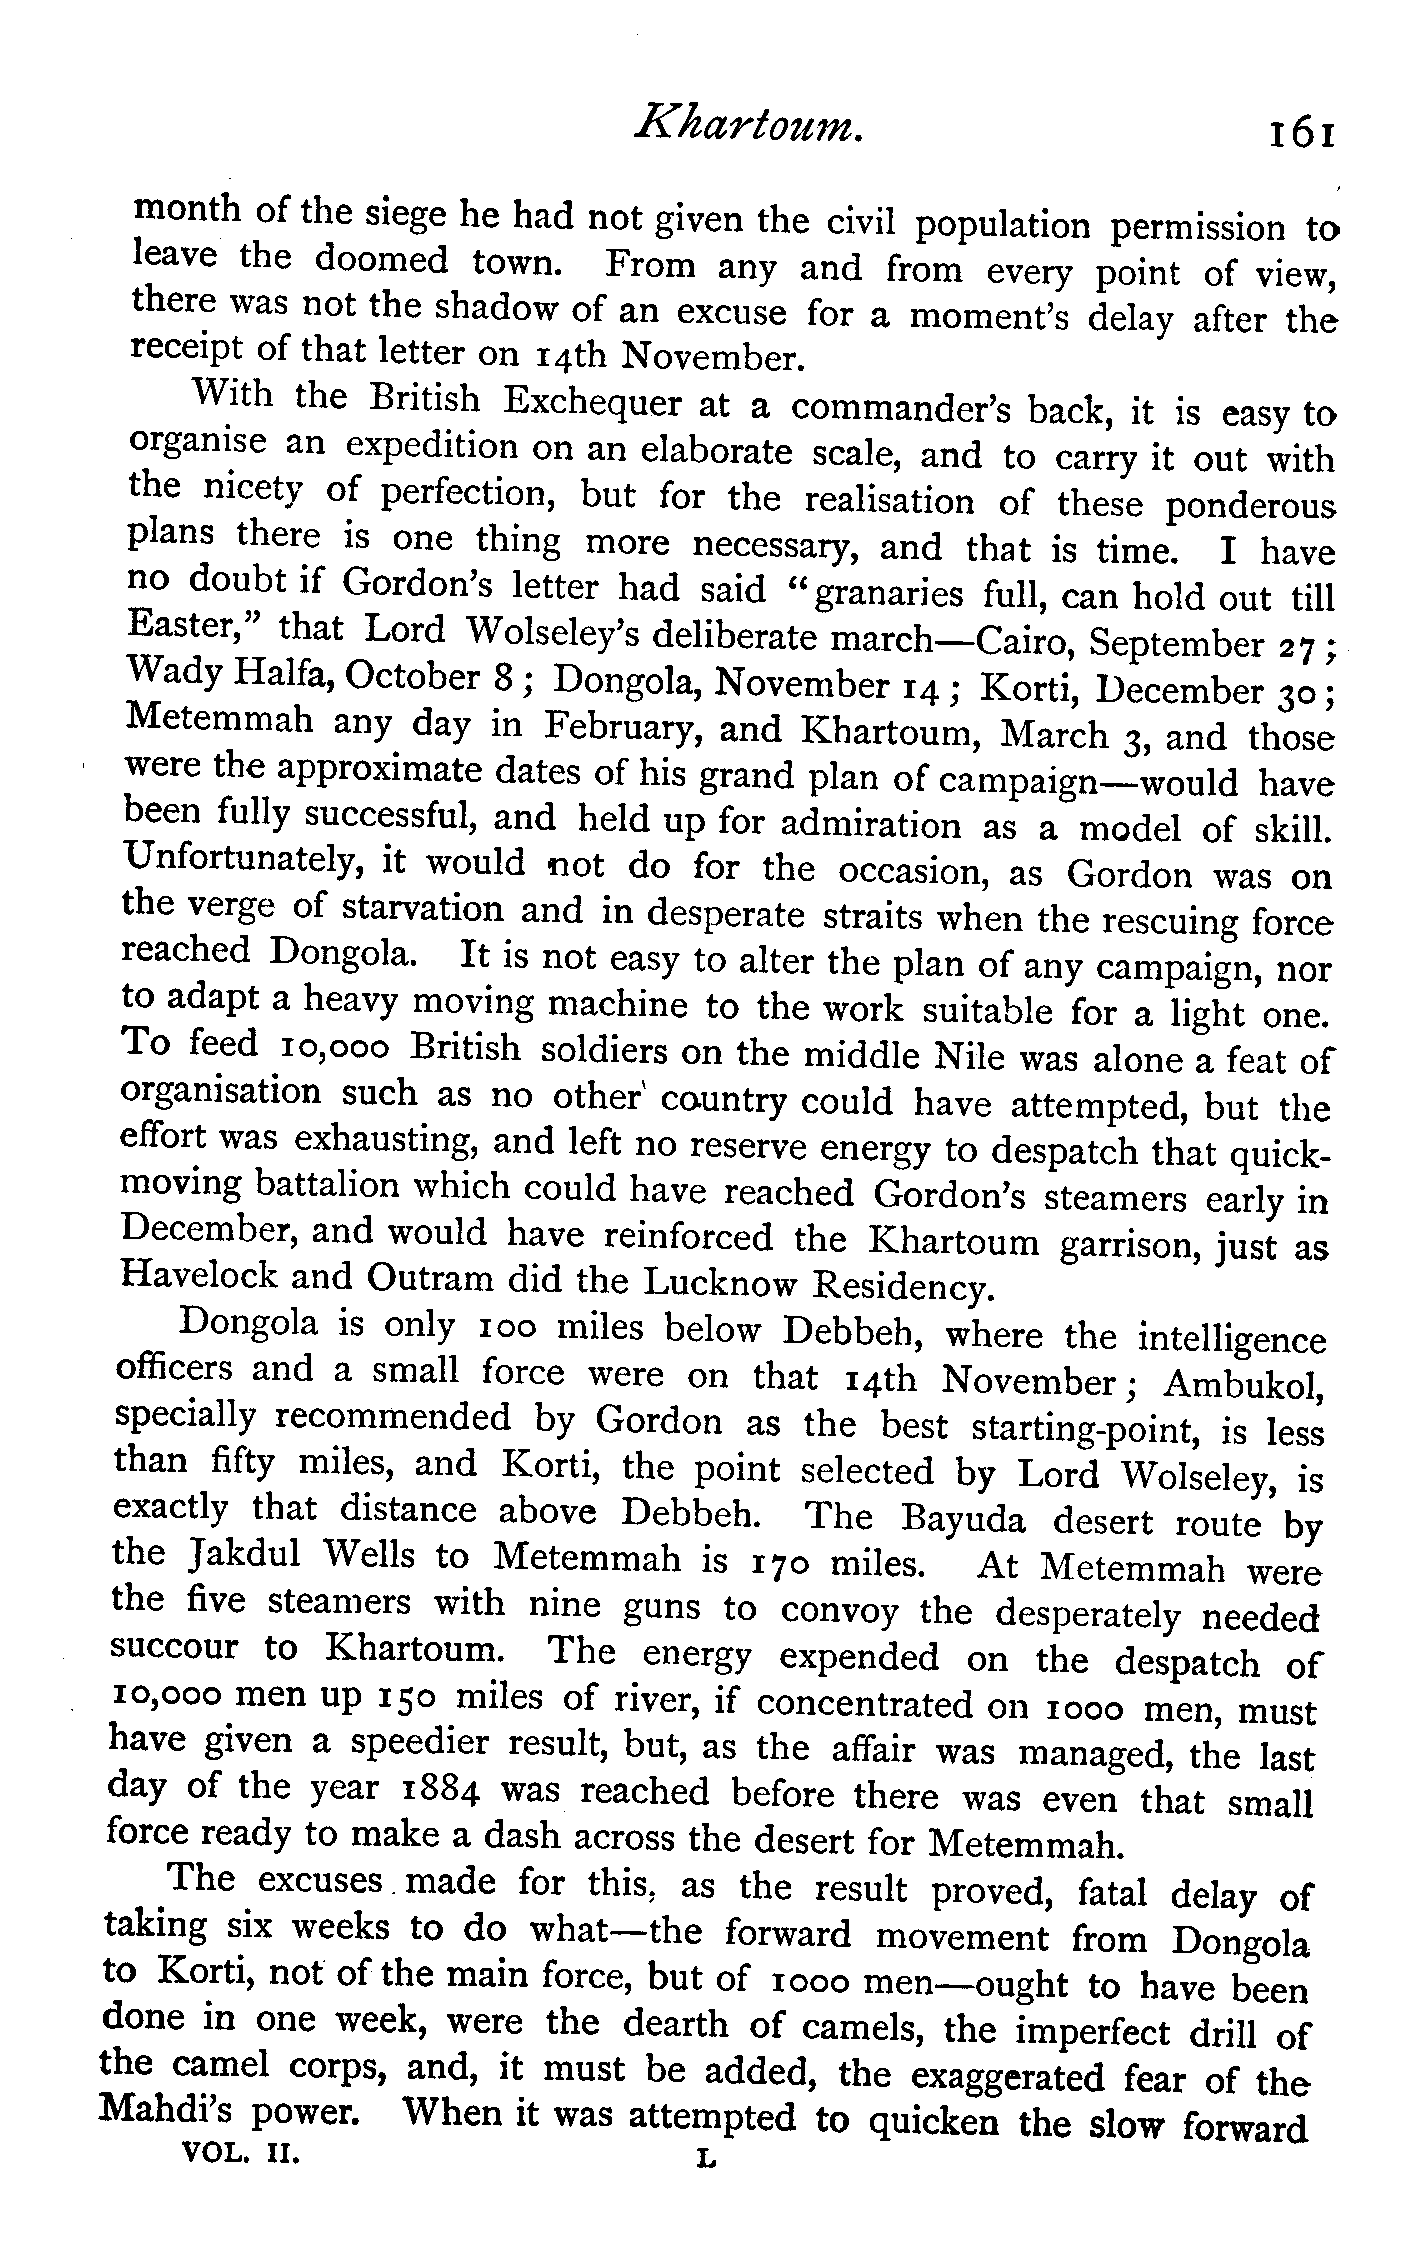 Khartoum. 161
month of the siege he had not given the civil population permission to
leave the doomed town. From any and from every point of view,
there was not the shadow of an excuse for a moment's delay after the
receipt of that letter on 14th November.
With the British Exchequer at a commander's back, it is easy to
organise an expedition on an elaborate scale, and to carry it out with
the nicety of perfection, but for the realisation of these ponderous
plans there is one thing more necessary, and that is time. I have
no doubt if Gordon's letter had said "granaries full, can hold out till
Easter," that Lord Wolseley's deliberate march—Cairo, September 27;
Wady Halfa, October 8; Dongola, November 14; Korti, December 30;
Metemmah any day in February, and Khartoum, March 3, and those
were the approximate dates of his grand plan of campaign—would have
been fully successful, and held up for admiration as a model of skill.
Unfortunately, it would not do for the occasion, as Gordon was on
the verge of starvation and in desperate straits when the rescuing force
reached Dongola. It is not easy to alter the plan of any campaign, nor
to adapt a heavy moving machine to the work suitable for a light one.
To feed 10,000 British soldiers on the middle Nile was alone a feat of
organisation such as no other country could have attempted, but the
effort was exhausting, and left no reserve energy to despatch that quick-
moving battalion which could have reached Gordon's steamers early in
December, and would have reinforced the Khartoum garrison, just as
Havelock and Outram did the Lucknow Residency.
Dongola is only 100 miles below Debbeh, where the intelligence
officers and a small force were on that 14th November; Ambukol,
specially recommended by Gordon as the best starting-point, is less
than fifty miles, and Korti, the point selected by Lord Wolseley, is
exactly that distance above Debbeh. The Bayuda desert route by
the Jakdul Wells to Metemmah is 170 miles. At Metemmah were
the five steamers with nine guns to convoy the desperately needed
succour to Khartoum. The energy expended on the despatch of
10,000 men up 150 miles of river, if concentrated on 1000 men, must
have given a speedier result, but, as the affair was managed, the last
day of the year 1884 was reached before there was even that small
force ready to make a dash across the desert for Metemmah.
The excuses made for this, as the result proved, fatal delay of
taking six weeks to do what—the forward movement from Dongola
to Korti, not of the main force, but of 1000 men—ought to have been
done in one week, were the dearth of camels, the imperfect drill of
the camel corps, and, it must be added, the exaggerated fear of the
Mahdi's power. When it was attempted to quicken the slow forward
VOL. II. L